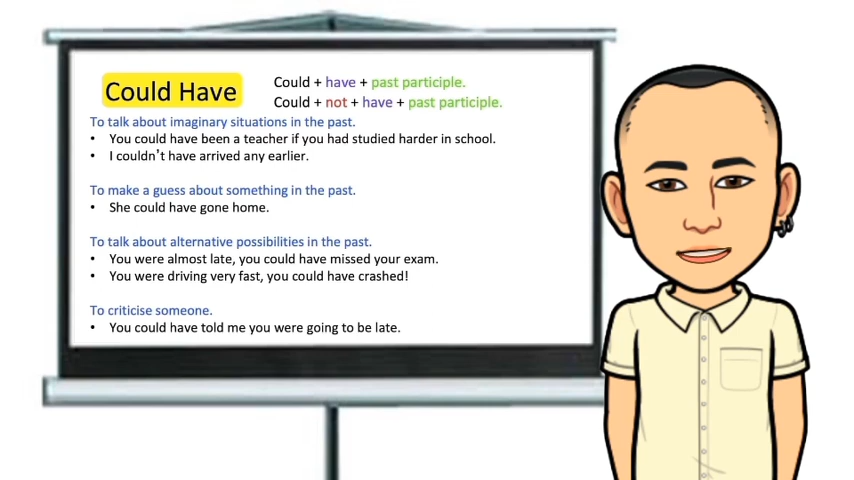 Could Have
Could + have + past participle.
Could + not + have + past participle.
To talk about imaginary situations in the past.
• You could have been a teacher if you had studied harder in school.
• I couldn't have arrived any earlier.
To make a guess about something in the past.
• She could have gone home.
To talk about alternative possibilities in the past.
• You were almost late, you could have missed your exam.
• You were driving very fast, you could have crashed!
To criticise someone.
• You could have told me you were going to be late.